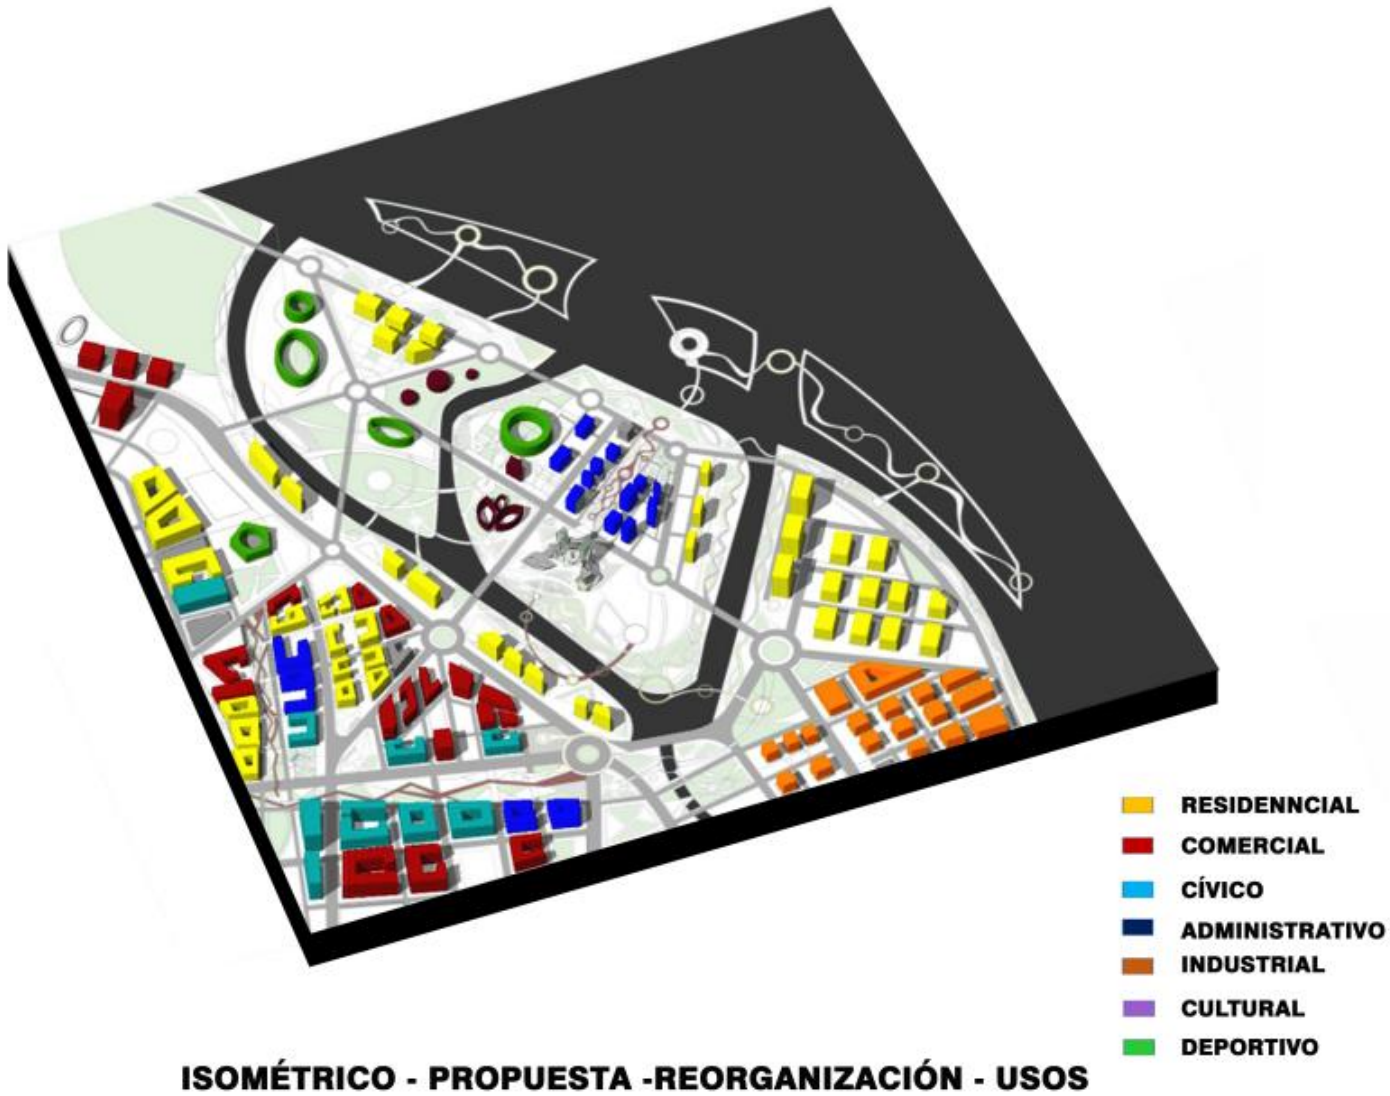 RESIDENNCIAL
COMERCIAL
CÍVICO
ADMINISTRATIVO
INDUSTRIAL
CULTURAL
DEPORTIVO
ISOMÉTRICO - PROPUESTA -REORGANIZACIÓN - USOS